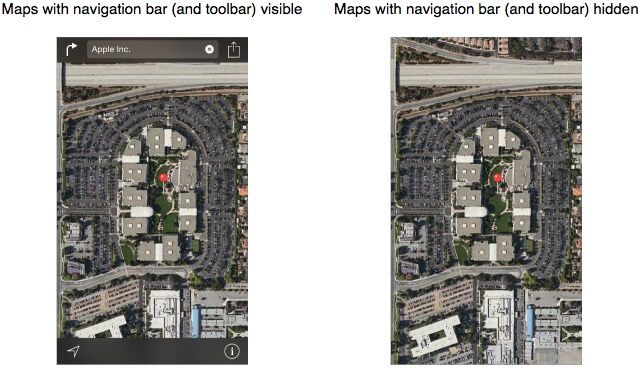 Maps with navigation bar (and toolbar) visible
Maps with navigation bar (and toolbar) hidden
Apple Inc.